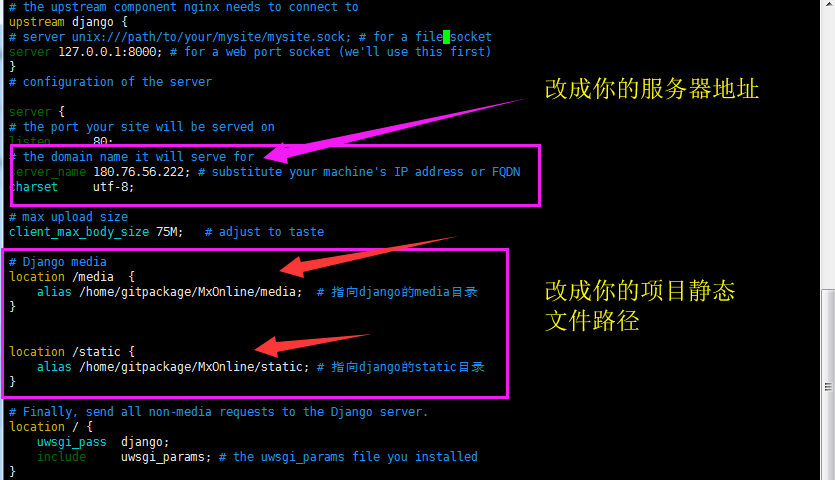 # the upstream component nginx needs to connect to
upstream django {
# server unix:///path/to/your/mysite/mysite.sock; # for a file socket
server 127.0.0.1:8000; # for a web port socket (we'll use this first)
}
# configuration of the server
改成你的服务器地址
server {
# the port your site will be served on
listen 80;
# the domain name it will serve for
server_name 180.76.56.222; # substitute your machine's IP address or FQDN
charset utf-8;
# max upload size
client_max_body_size 75M; # adjust to taste
# Django media
location /media {
alias /home/gitpackage/MxOnline/media; # 指向django的media目录
}
改成你的项目静态
文件路径
location /static {
alias /home/gitpackage/MxOnline/static; # 指向django的static目录
}
# Finally, send all non-media requests to the Django server.
location / {
uwsgi_pass django;
include uwsgi_params; # the uwsgi_params file you installed
}